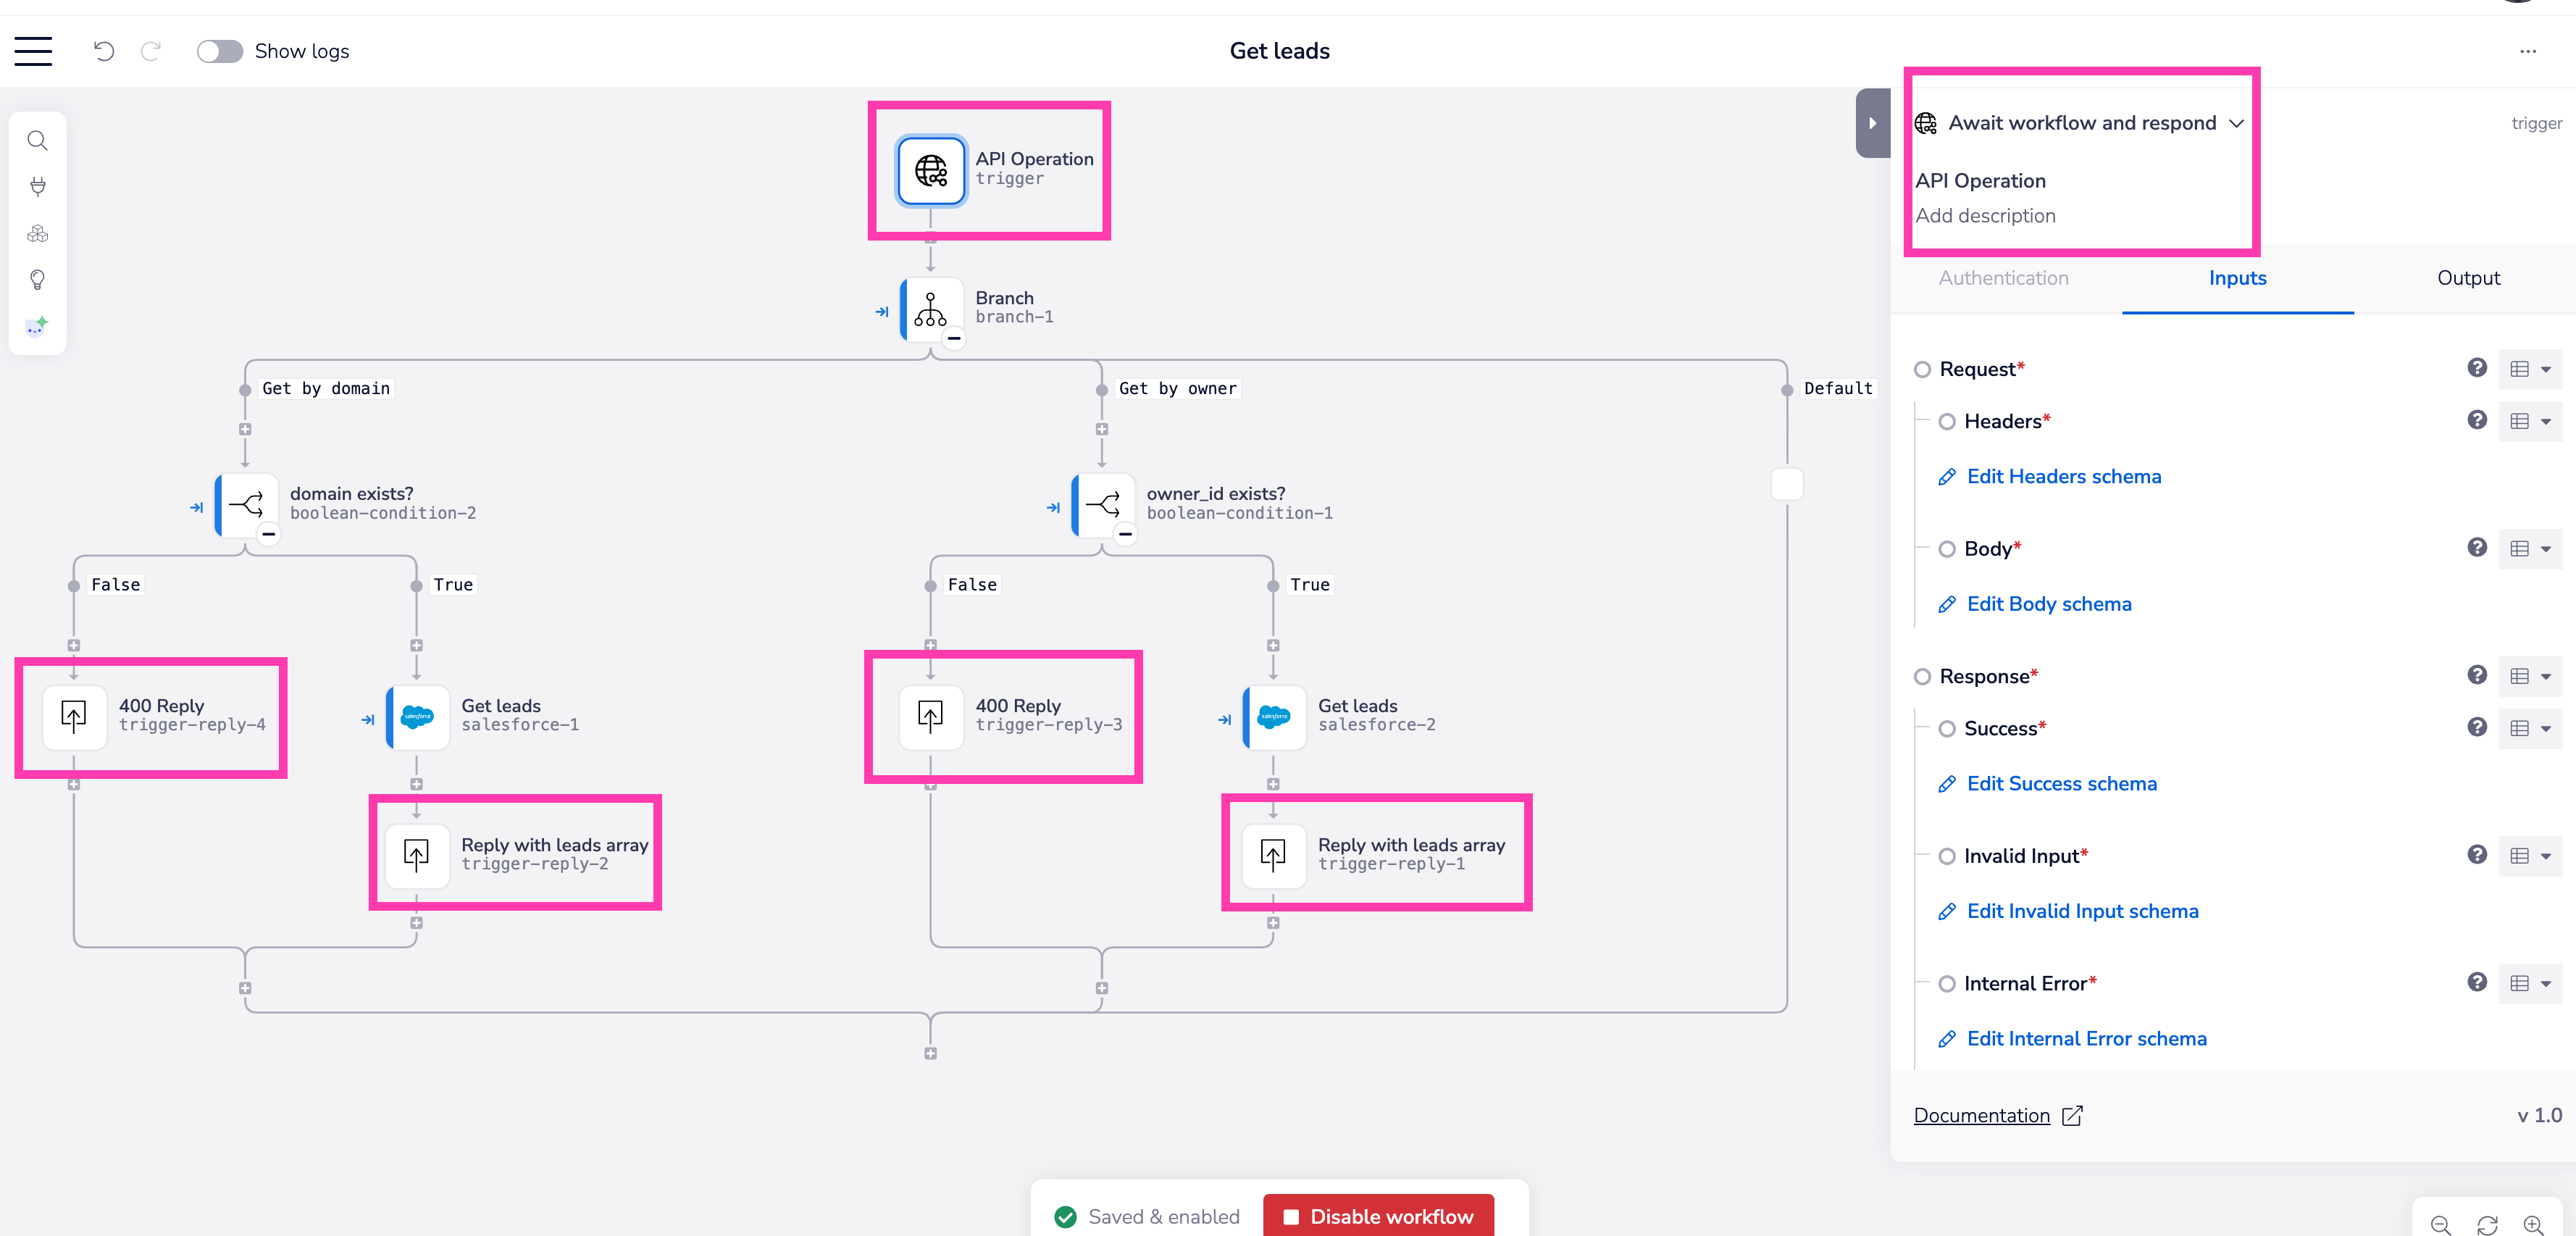 Show logs
Get leads
...
API Operation
trigger
Branch
branch-1
Get by domain
Get by owner
Default
domain exists?
boolean-condition-2
owner_id exists?
boolean-condition-1
False
True
False
True
400 Reply
trigger-reply-4
Get leads
salesforce-1
400 Reply
trigger-reply-3
Get leads
salesforce-2
salesforce
salesforce
Reply with leads array
trigger-reply-2
Reply with leads array
trigger-reply-1
Saved & enabled
Disable workflow
Await workflow and respond
trigger
API Operation
Add description
Authentication
Inputs
Output
Request*
Headers*
Edit Headers schema
Body*
Edit Body schema
Response*
Success*
Edit Success schema
Invalid Input*
Edit Invalid Input schema
Internal Error*
Edit Internal Error schema
Documentation
v 1.0